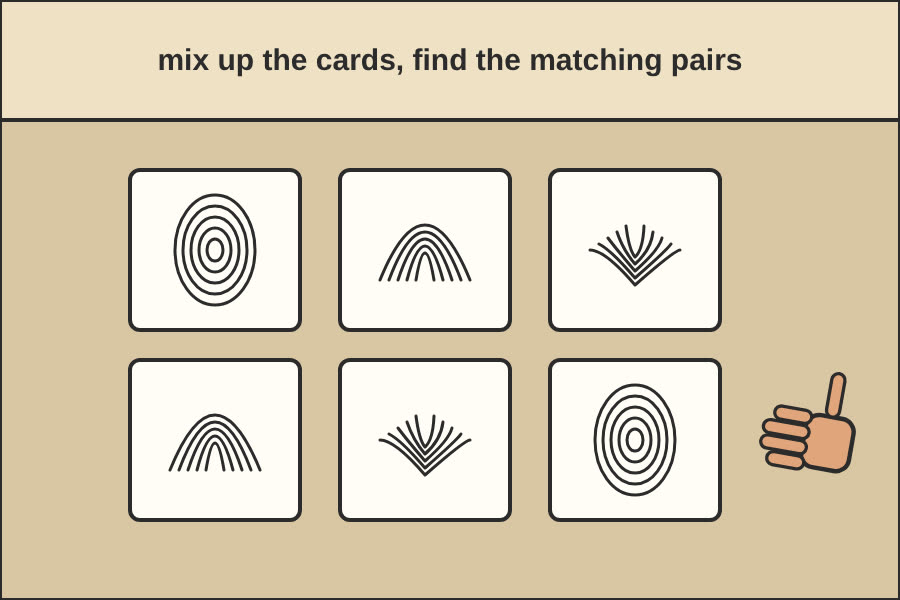 mix up the cards, find the matching pairs